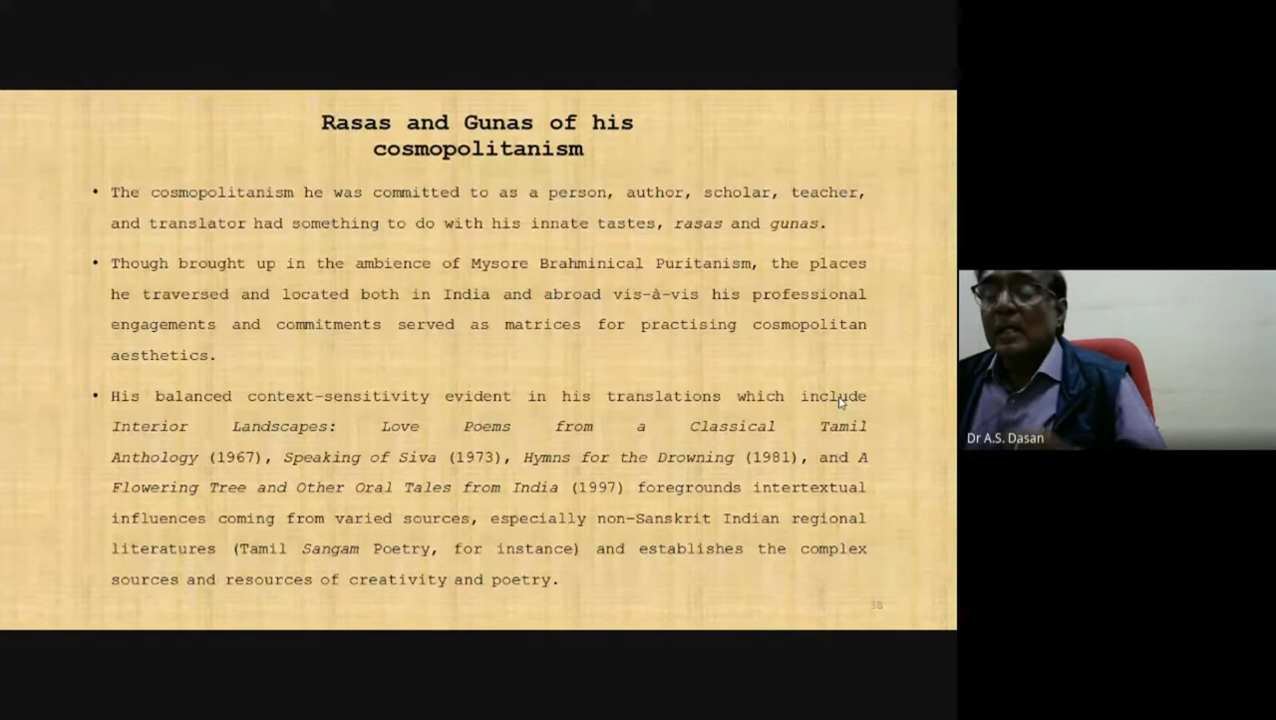 Rasas and Gunas of his
cosmopolitanism
• The cosmopolitanism he was committed to as a person, author, scholar, teacher,
and translator had something to do with his innate tastes, rasas and gunas.
• Though brought up in the ambience of Mysore Brahminical Puritanism, the places
he traversed and located both in India and abroad vis-à-vis his professional
engagements and commitments served as matrices for practising cosmopolitan
aesthetics.
• His balanced context-sensitivity evident in his translations which include
Interior Landscapes: Love Poems from a Classical Tamil
Anthology (1967), Speaking of Siva (1973), Hymns for the Drowning (1981), and A
Flowering Tree and Other Oral Tales from India (1997) foregrounds intertextual
influences coming from varied sources, especially non-Sanskrit Indian regional
literatures (Tamil Sangam Poetry, for instance) and establishes the complex
sources and resources of creativity and poetry.
38
Dr A.S. Dasan